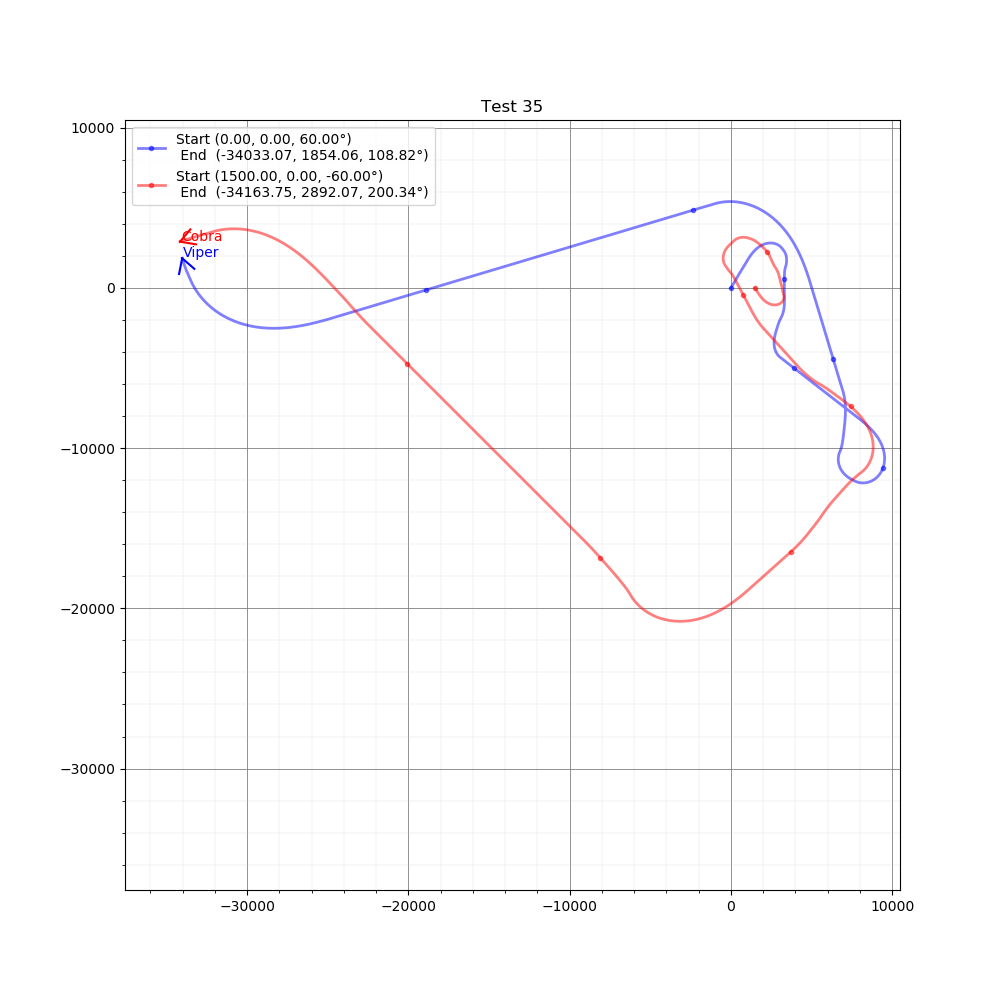 Test 35
Start (0.00, 0.00, 60.00°)
End (-34033.07, 1854.06, 108.82°)
Start (1500.00, 0.00, -60.00°)
End (-34163.75, 2892.07, 200.34°)
Cobra
Viper
10000
0
−10000
−20000
−30000
−30000
−20000
−10000
0
10000